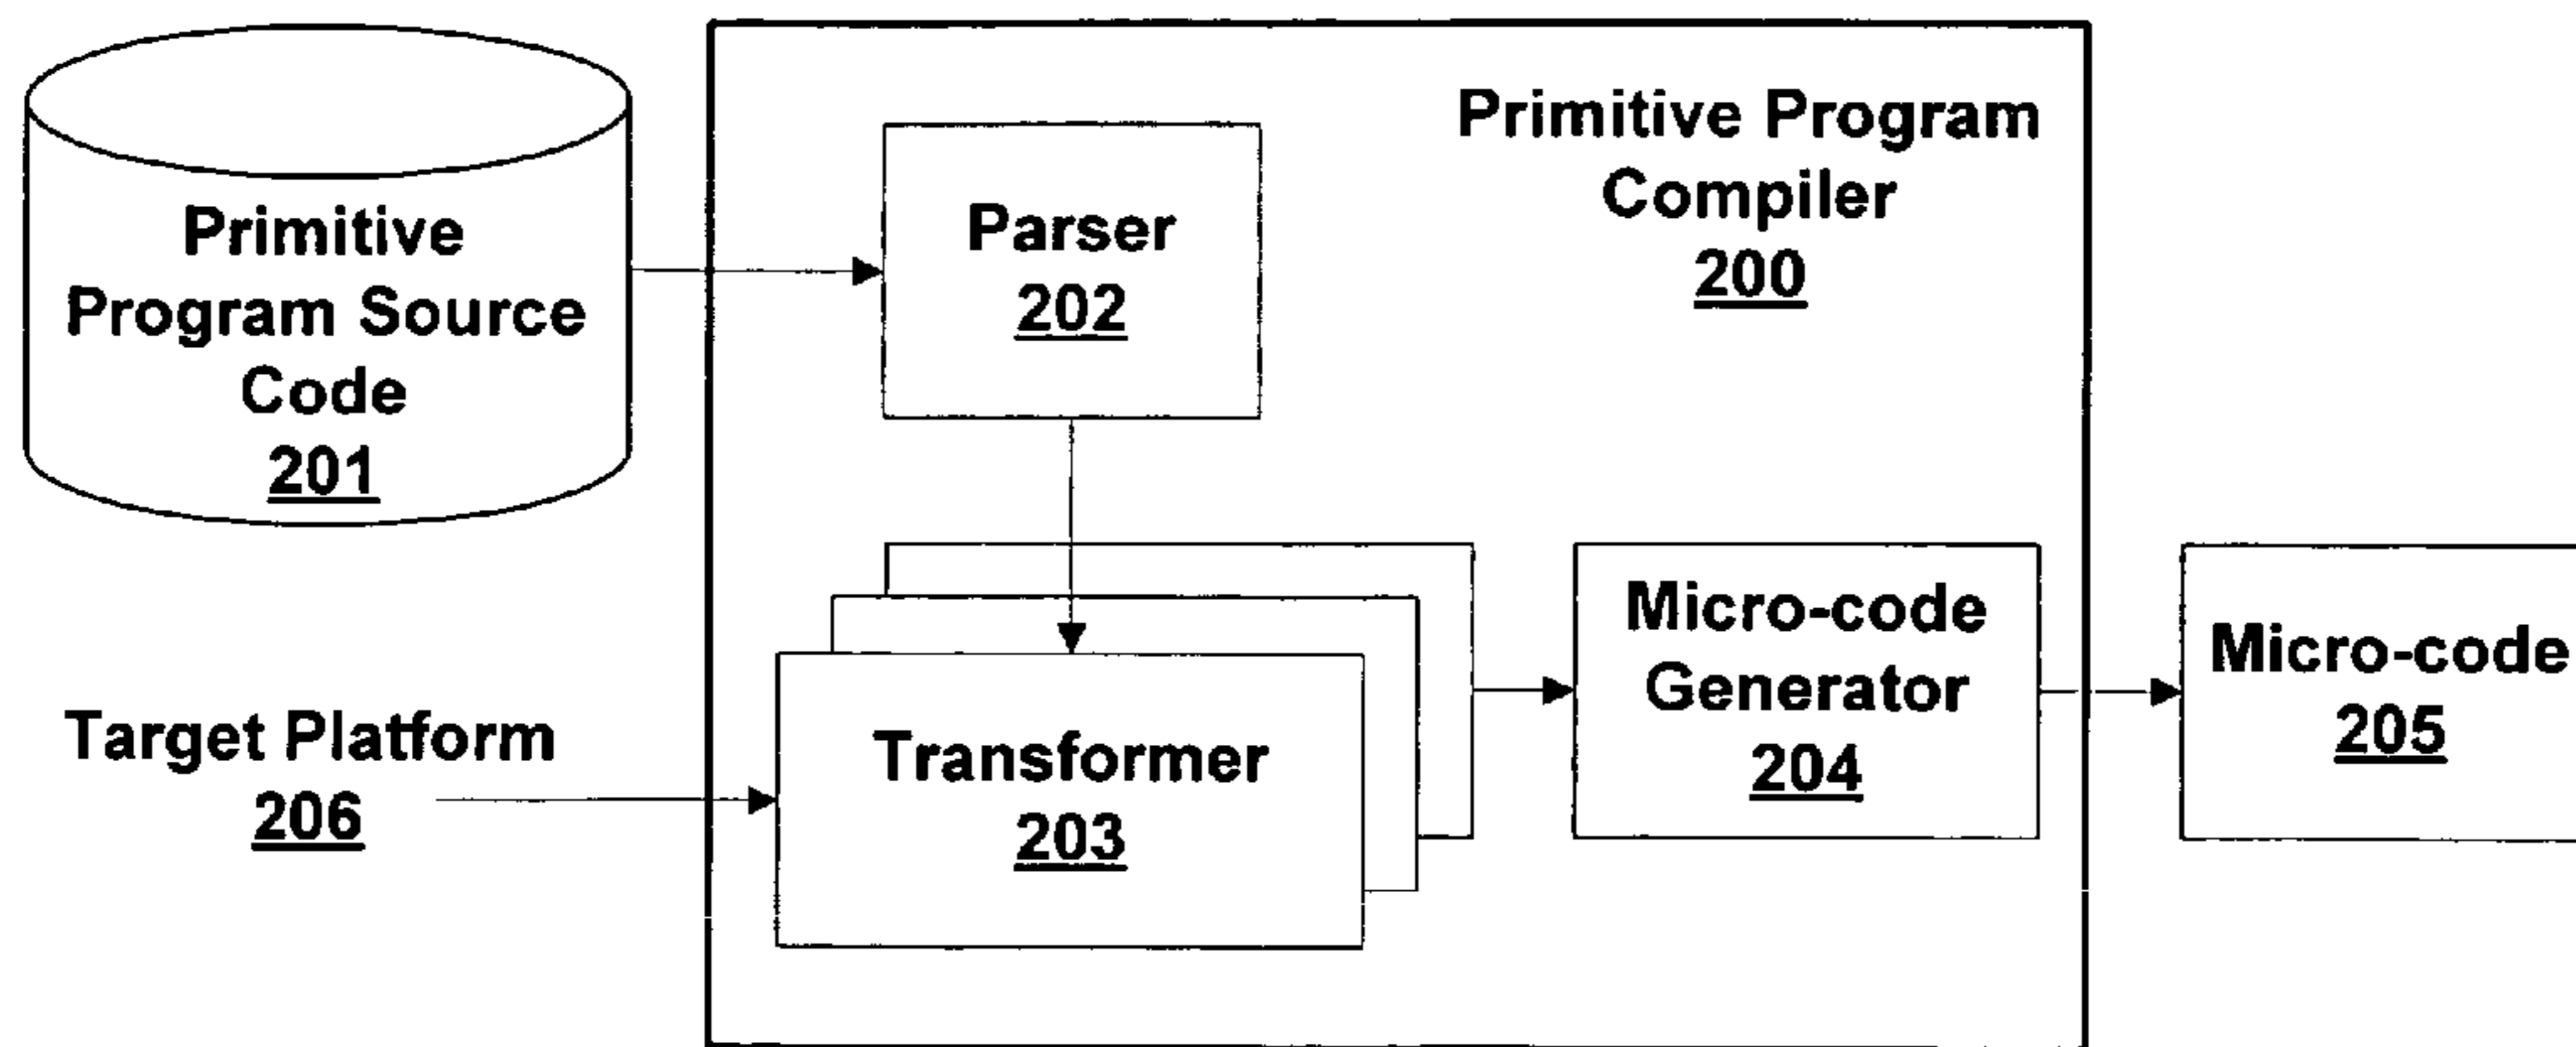 Primitive
Program Source
Code
201
Parser
202
Primitive Program
Compiler
200
Target Platform
206
Transformer
203
Micro-code
Generator
204
Micro-code
205